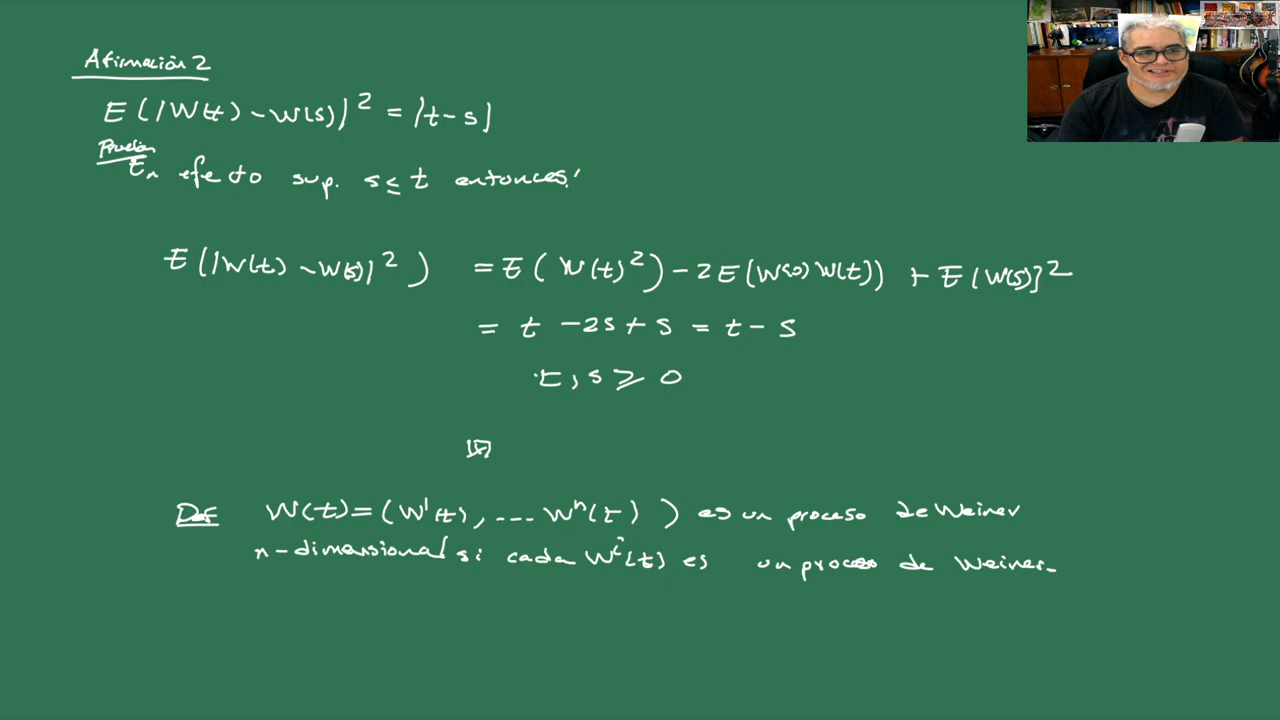 Afirmación 2
E(|W(t) - W(s)|² = |t-s|
Prueba
En efecto sup. s ≤ t entonces:
E(|W(t) - W(s)|²) = E(W(t)²) - 2E(W(s)W(t)) + E[W(s)]²
= t - 2s + s = t - s
t, s ≥ 0
Def W(t) = (W¹(t), ... Wⁿ(t)) es un proceso de Weiner
n-dimensional si cada Wⁱ(t) es un proceso de Weiner.